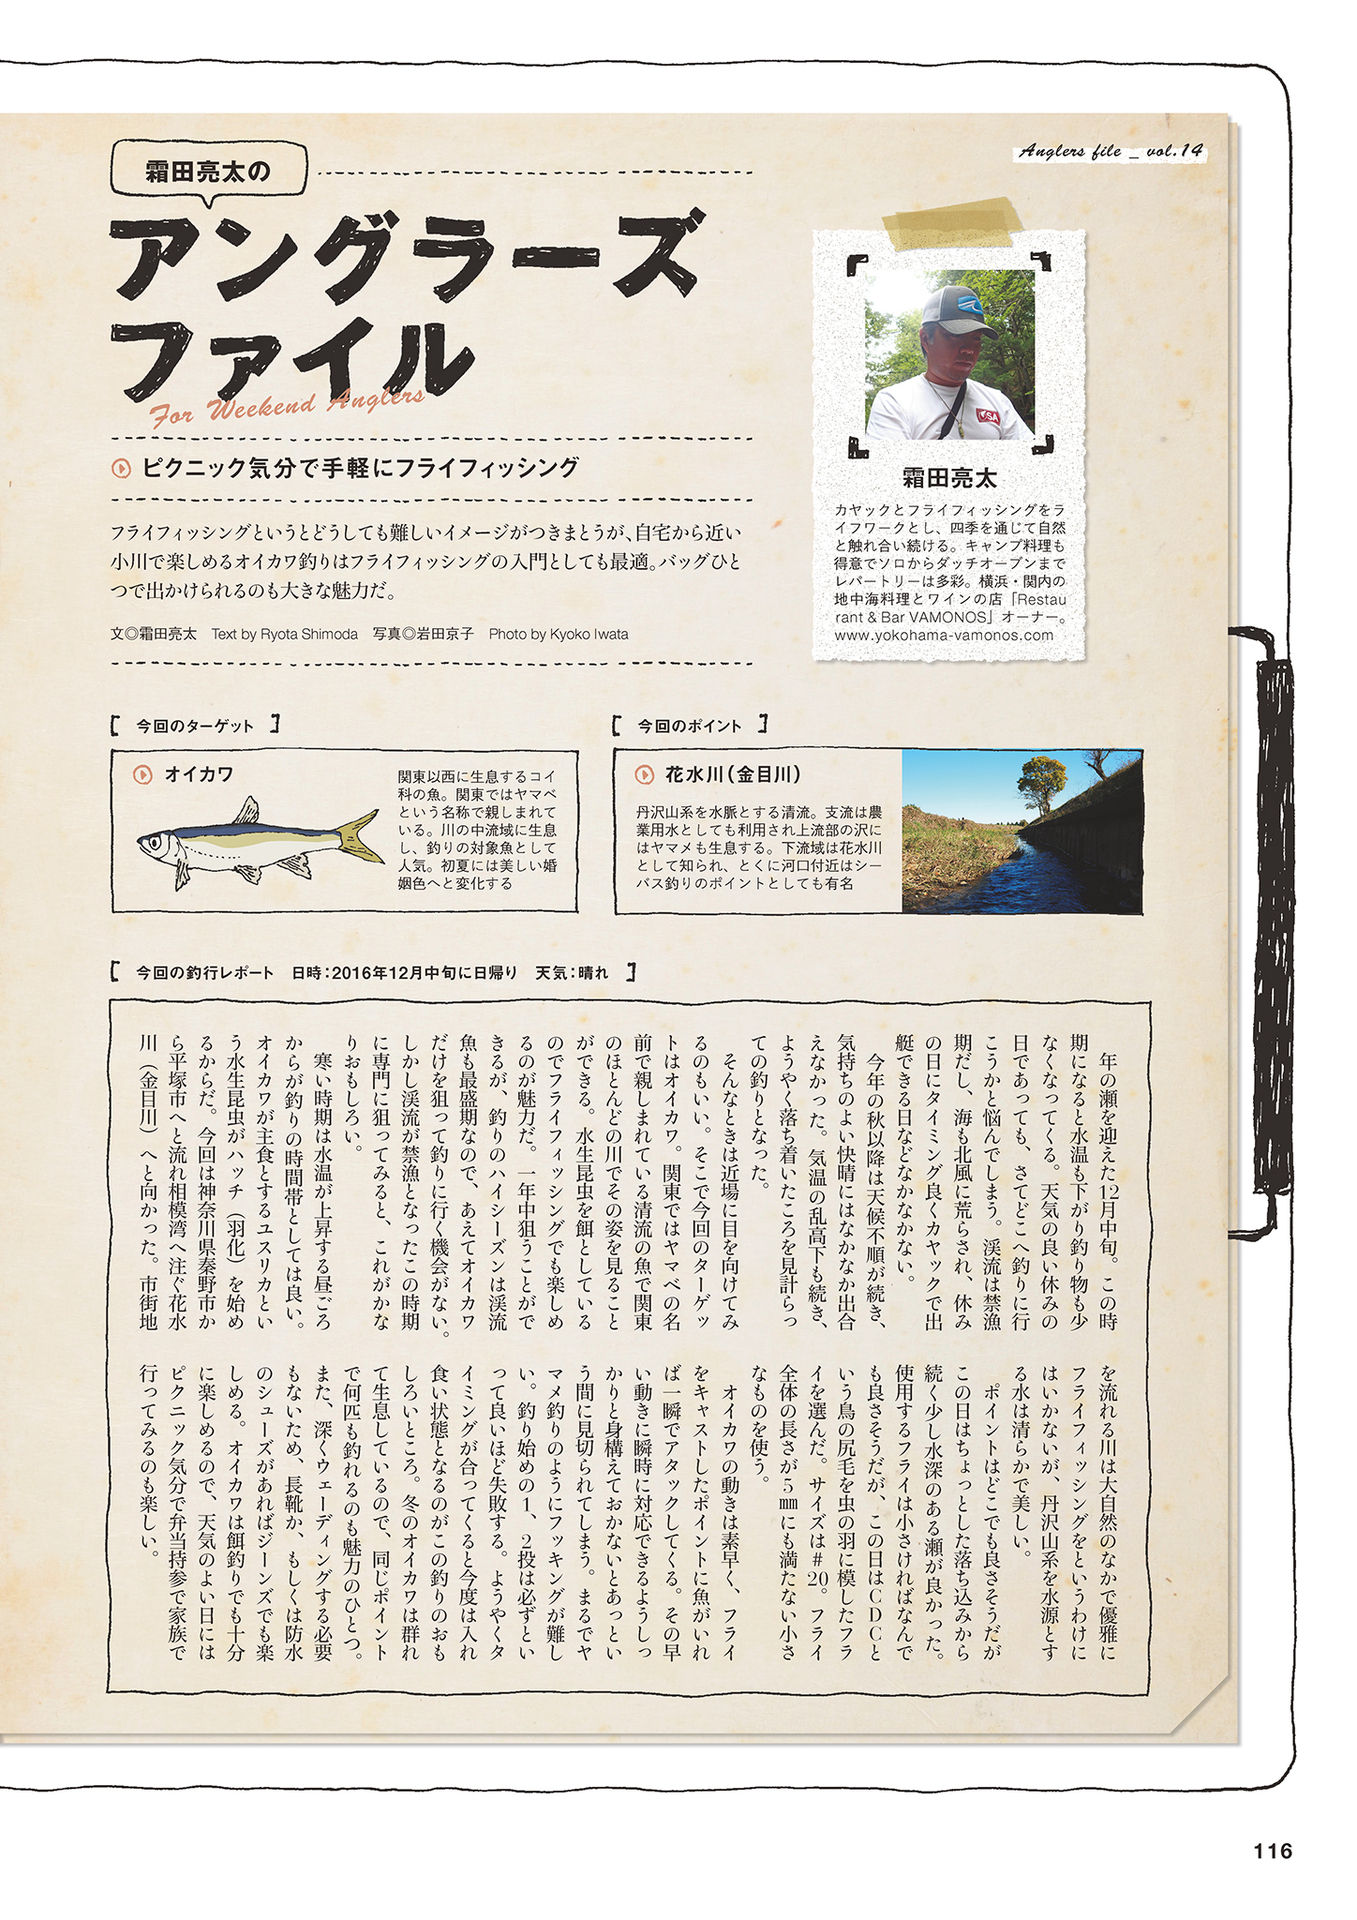 Anglers file _ vol.14
霜田亮太の
アングラーズ
ファイル
For Weekend Anglers
ピクニック気分で手軽にフライフィッシング
フライフィッシングというとどうしても難しいイメージがつきまとうが、自宅から近い
小川で楽しめるオイカワ釣りはフライフィッシングの入門としても最適。バッグひと
つで出かけられるのも大きな魅力だ。
文◎霜田亮太 Text by Ryota Shimoda 写真◎岩田京子 Photo by Kyoko Iwata
霜田亮太
カヤックとフライフィッシングをラ
イフワークとし、四季を通じて自然
と触れ合い続ける。キャンプ料理も
得意でソロからダッチオーブンまで
レパートリーは多彩。横浜・関内の
地中海料理とワインの店「Restau
rant & Bar VAMONOS」オーナー。
www.yokohama-vamonos.com
[ 今回のターゲット ]
オイカワ
関東以西に生息するコイ
科の魚。関東ではヤマベ
という名称で親しまれて
いる。川の中流域に生息
し、釣りの対象魚として
人気。初夏には美しい婚
姻色へと変化する
[ 今回のポイント ]
花水川(金目川)
丹沢山系を水脈とする清流。支流は農
業用水としても利用され上流部の沢に
はヤマメも生息する。下流域は花水川
として知られ、とくに河口付近はシー
バス釣りのポイントとしても有名
[ 今回の釣行レポート 日時:2016年12月中旬に日帰り 天気:晴れ ]
年の瀬を迎えた12月中旬。この時
期になると水温も下がり釣り物も少
なくなってくる。天気の良い休みの
日であっても、さてどこへ釣りに行
こうかと悩んでしまう。渓流は禁漁
期だし、海も北風に荒らされ、休み
の日にタイミング良くカヤックで出
艇できる日などなかなかない。
今年の秋以降は天候不順が続き、
気持ちのよい快晴にはなかなか出合
えなかった。気温の乱高下も続き、
ようやく落ち着いたころを見計らっ
ての釣りとなった。
そんなときは近場に目を向けてみ
るのもいい。そこで今回のターゲッ
トはオイカワ。関東ではヤマベの名
前で親しまれている清流の魚で関東
のほとんどの川でその姿を見ること
ができる。水生昆虫を餌としている
のでフライフィッシングでも楽しめ
るのが魅力だ。一年中狙うことがで
きるが、釣りのハイシーズンは渓流
魚も最盛期なので、あえてオイカワ
だけを狙って釣りに行く機会がない。
しかし渓流が禁漁となったこの時期
に専門に狙ってみると、これがかな
りおもしろい。
寒い時期は水温が上昇する昼ごろ
からが釣りの時間帯としては良い。
オイカワが主食とするユスリカとい
う水生昆虫がハッチ(羽化)を始め
るからだ。今回は神奈川県秦野市か
ら平塚市へと流れ相模湾へ注ぐ花水
川(金目川)へと向かった。市街地
を流れる川は大自然のなかで優雅に
フライフィッシングをというわけに
はいかないが、丹沢山系を水源とす
る水は清らかで美しい。
ポイントはどこでも良さそうだが
この日はちょっとした落ち込みから
続く少し水深のある瀬が良かった。
使用するフライは小さければなんで
も良さそうだが、この日はCDCと
いう鳥の尻毛を虫の羽に模したフラ
イを選んだ。サイズは#20。フライ
全体の長さが5㎜にも満たない小さ
なものを使う。
オイカワの動きは素早く、フライ
をキャストしたポイントに魚がいれ
ば一瞬でアタックしてくる。その早
い動きに瞬時に対応できるようしっ
かりと身構えておかないとあっとい
う間に見切られてしまう。まるでヤ
マメ釣りのようにフッキングが難し
い。釣り始めの1、2投は必ずとい
って良いほど失敗する。ようやくタ
イミングが合ってくると今度は入れ
食い状態となるのがこの釣りのおも
しろいところ。冬のオイカワは群れ
て生息しているので、同じポイント
で何匹も釣れるのも魅力のひとつ。
また、深くウェーディングする必要
もないため、長靴か、もしくは防水
のシューズがあればジーンズでも楽
しめる。オイカワは餌釣りでも十分
に楽しめるので、天気のよい日には
ピクニック気分で弁当持参で家族で
行ってみるのも楽しい。
116